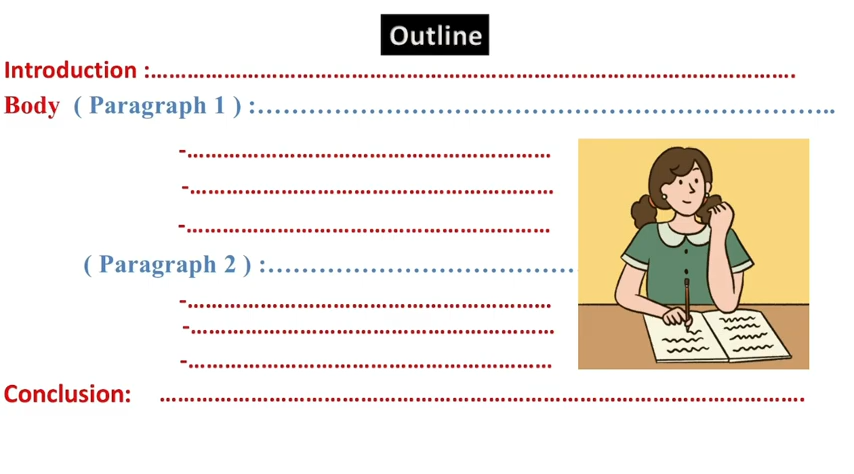 Outline
Introduction :……………………………………………………………………………………………….
Body ( Paragraph 1 ) :…………………………………………………………..
-……………………………………………………
-……………………………………………………
-……………………………………………………
( Paragraph 2 ) :………………………………
-……………………………………………………
-……………………………………………………
-……………………………………………………
Conclusion: ……………………………………………………………………………………………….